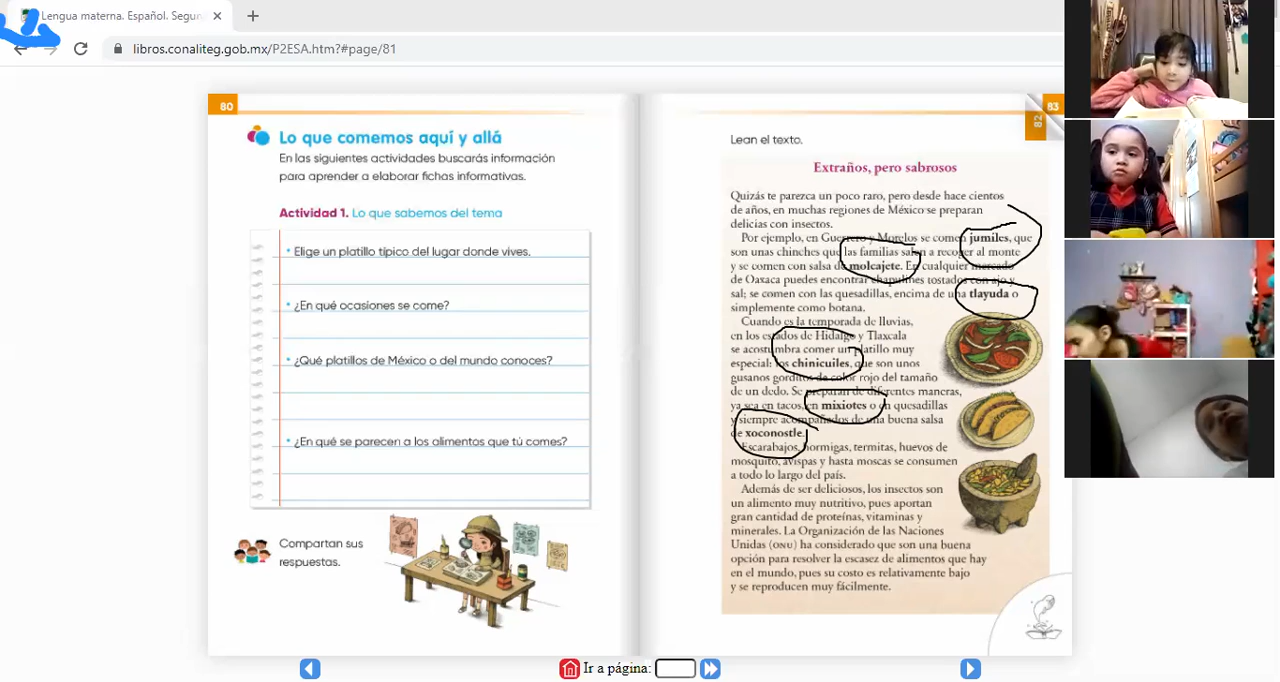 Lengua materna. Español. Segun
libros.conaliteg.gob.mx/P2ESA.htm?#page/81
80
Lo que comemos aquí y allá
En las siguientes actividades buscarás información
para aprender a elaborar fichas informativas.
Actividad 1. Lo que sabemos del tema
• Elige un platillo típico del lugar donde vives.
• ¿En qué ocasiones se come?
• ¿Qué platillos de México o del mundo conoces?
• ¿En qué se parecen a los alimentos que tú comes?
Compartan sus
respuestas.
83
82
Lean el texto.
Extraños, pero sabrosos
Quizás te parezca un poco raro, pero desde hace cientos
de años, en muchas regiones de México se preparan
delicias con insectos.
Por ejemplo, en Guerrero y Morelos se comen jumiles, que
son unas chinches que las familias salen a recoger al monte
y se comen con salsa de molcajete. En cualquier mercado
de Oaxaca puedes encontrar chapulines tostados con ajo y
sal; se comen con las quesadillas, encima de una tlayuda o
simplemente como botana.
Cuando es la temporada de lluvias,
en los estados de Hidalgo y Tlaxcala
se acostumbra comer un platillo muy
especial: los chinicuiles, que son unos
gusanos gorditos de color rojo del tamaño
de un dedo. Se preparan de diferentes maneras,
ya sea en tacos, en mixiotes o en quesadillas
y siempre acompañados de una buena salsa
de xoconostle.
Escarabajos, hormigas, termitas, huevos de
mosquito, avispas y hasta moscas se consumen
a todo lo largo del país.
Además de ser deliciosos, los insectos son
un alimento muy nutritivo, pues aportan
gran cantidad de proteínas, vitaminas y
minerales. La Organización de las Naciones
Unidas (ONU) ha considerado que son una buena
opción para resolver la escasez de alimentos que hay
en el mundo, pues su costo es relativamente bajo
y se reproducen muy fácilmente.
Ir a página: